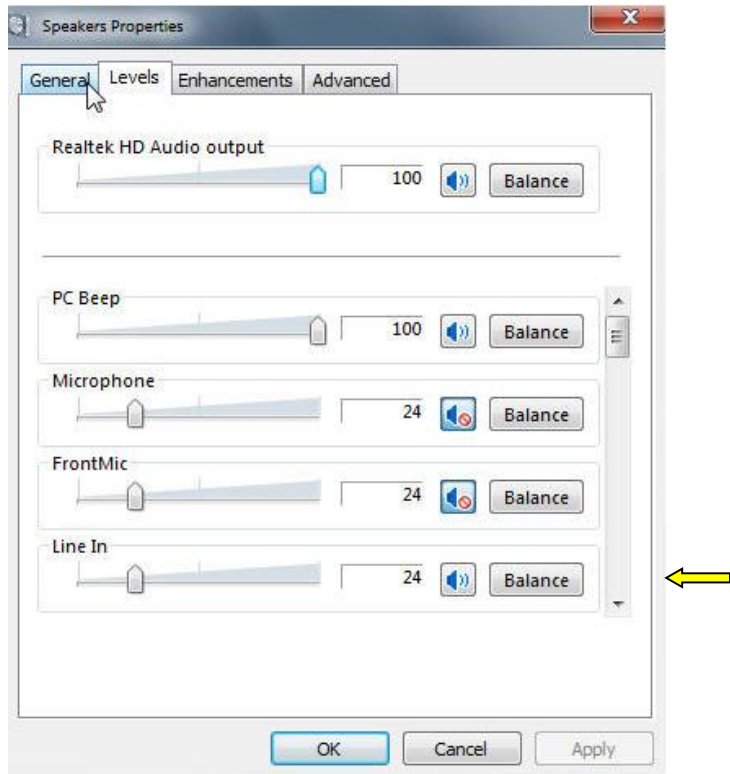 Speakers Properties
General Levels Enhancements Advanced
Realtek HD Audio output
100 Balance
PC Beep
100 Balance
Microphone
24 Balance
FrontMic
24 Balance
Line In
24 Balance
OK Cancel Apply